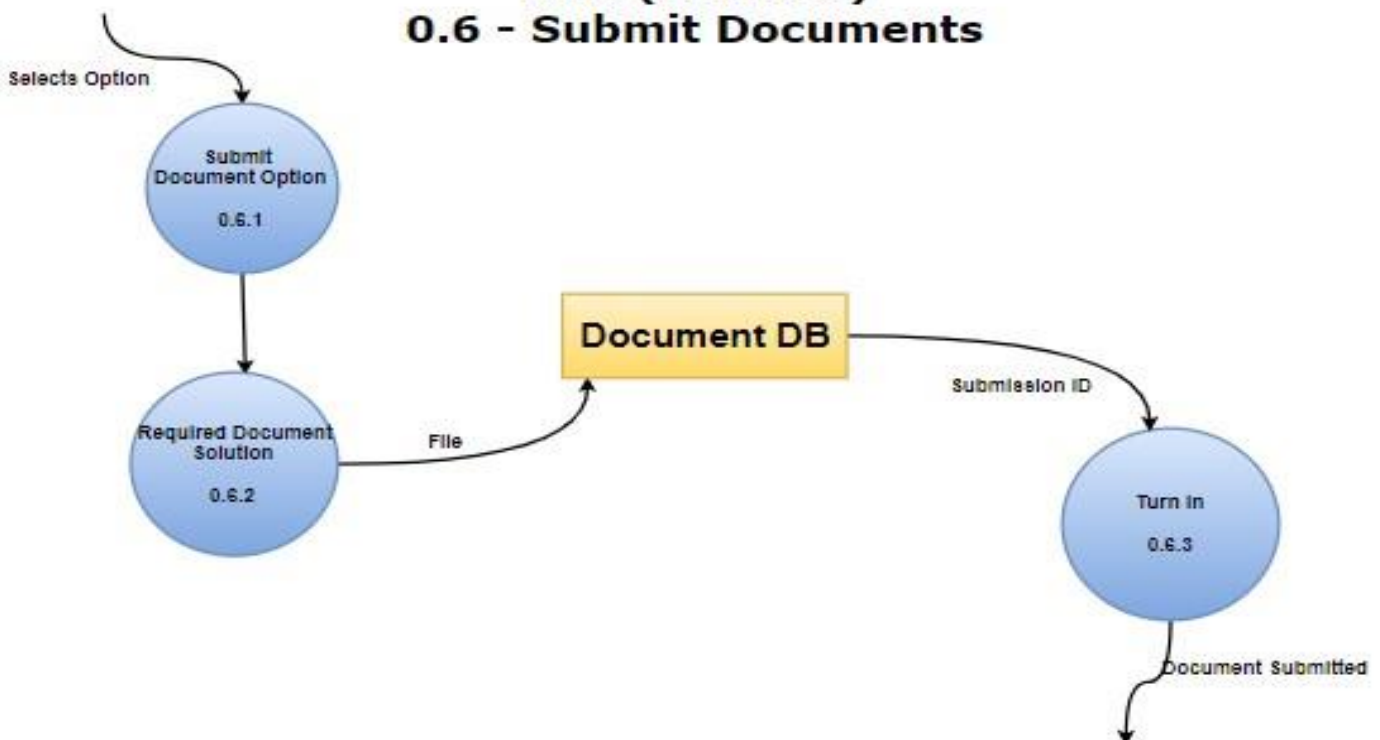 0.6 - Submit Documents
Selects Option
Submit
Document Option
0.6.1
Document DB
Submission ID
Required Document
Solution
0.6.2
File
Turn In
0.6.3
Document Submitted